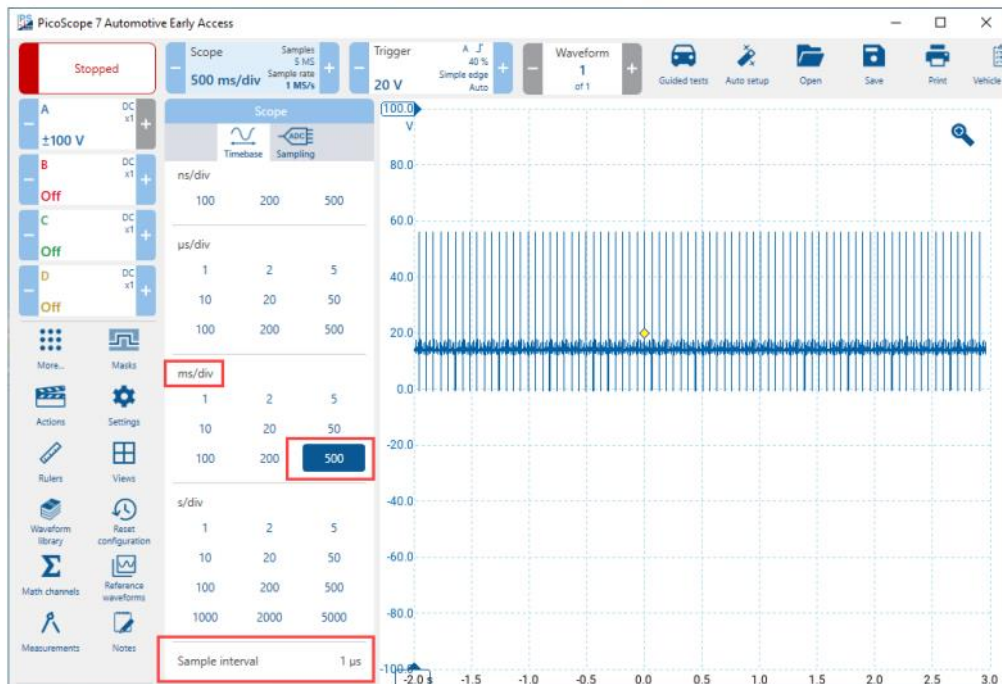 PicoScope 7 Automotive Early Access
Stopped
Scope
500 ms/div
Samples
5 MS
Sample rate
1 MS/s
Trigger
20 V
A
40 %
Simple edge
Auto
Waveform
1
of 1
Guided tests
Auto setup
Open
Save
Print
Vehicle
A
DC
x1
±100 V
B
DC
x1
Off
C
DC
x1
Off
D
DC
x1
Off
More...
Masks
Actions
Settings
Rulers
Views
Waveform
library
Reset
configuration
Math channels
Reference
waveforms
Measurements
Notes
Scope
Timebase
ADC
Sampling
ns/div
100 200 500
µs/div
1 2 5
10 20 50
100 200 500
ms/div
1 2 5
10 20 50
100 200 500
s/div
1 2 5
10 20 50
100 200 500
1000 2000 5000
Sample interval 1 µs
100.0
V
80.0
60.0
40.0
20.0
0.0
-20.0
-40.0
-60.0
-80.0
-100.0
-2.0 s -1.5 -1.0 -0.5 0.0 0.5 1.0 1.5 2.0 2.5 3.0